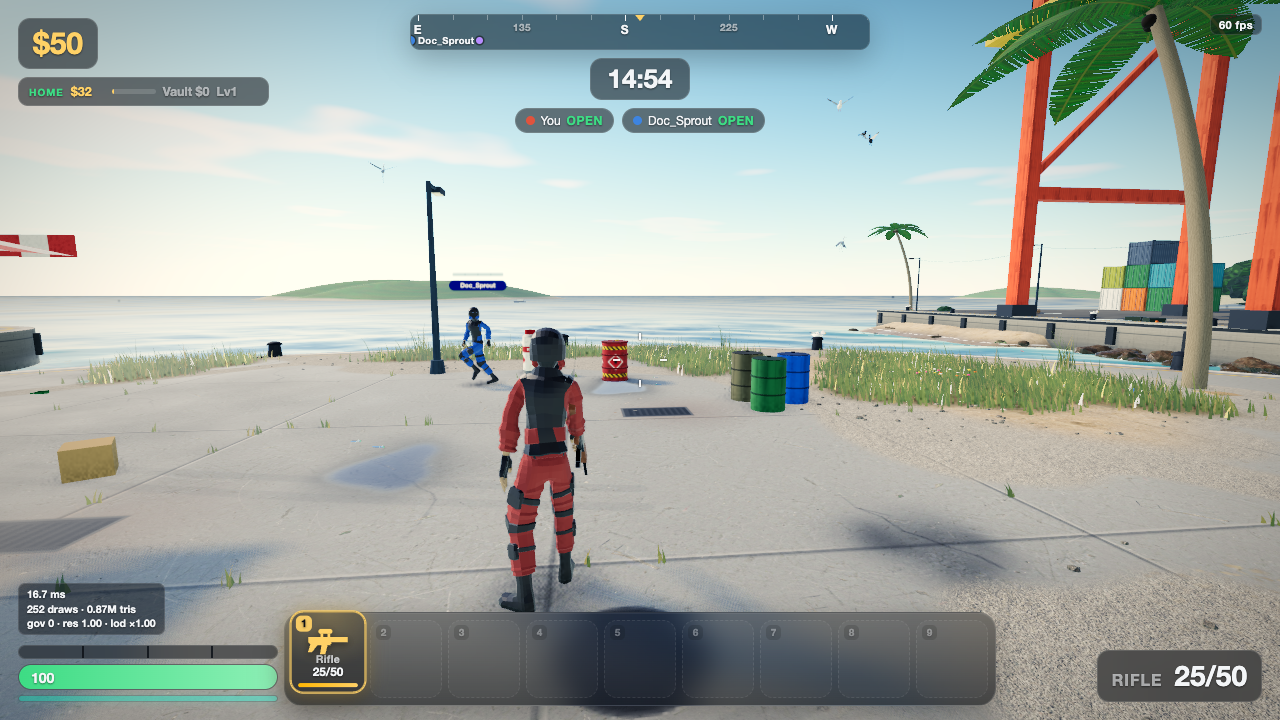 $50
HOME $32 Vault $0 Lv1
E 135 S 225 W
Doc_Sprout
60 fps
14:54
You OPEN
Doc_Sprout OPEN
Doc_Sprout
16.7 ms
252 draws · 0.87M tris
gov 0 · res 1.00 · lod ×1.00
100
1 2 3 4 5 6 7 8 9
Rifle
25/50
RIFLE 25/50